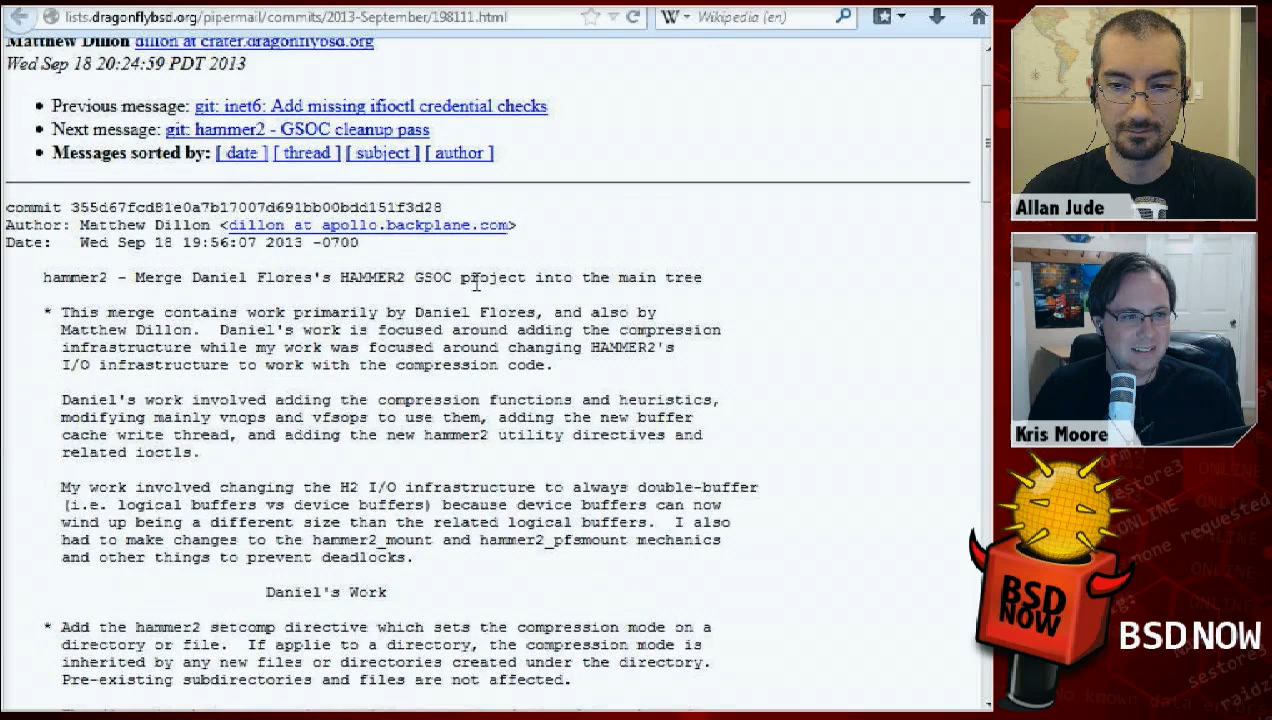 lists.dragonflybsd.org/pipermail/commits/2013-September/198111.html
Wikipedia (en)
Matthew Dillon dillon at crater.dragonflybsd.org
Wed Sep 18 20:24:59 PDT 2013
Previous message: git: inet6: Add missing ifioctl credential checks
Next message: git: hammer2 - GSOC cleanup pass
Messages sorted by: [ date ] [ thread ] [ subject ] [ author ]
commit 355d67fcd81e0a7b17007d691bb00bdd151f3d28
Author: Matthew Dillon <dillon at apollo.backplane.com>
Date: Wed Sep 18 19:56:07 2013 -0700
hammer2 - Merge Daniel Flores's HAMMER2 GSOC project into the main tree
* This merge contains work primarily by Daniel Flores, and also by
Matthew Dillon. Daniel's work is focused around adding the compression
infrastructure while my work was focused around changing HAMMER2's
I/O infrastructure to work with the compression code.
Daniel's work involved adding the compression functions and heuristics,
modifying mainly vnops and vfsops to use them, adding the new buffer
cache write thread, and adding the new hammer2 utility directives and
related ioctls.
My work involved changing the H2 I/O infrastructure to always double-buffer
(i.e. logical buffers vs device buffers) because device buffers can now
wind up being a different size than the related logical buffers. I also
had to make changes to the hammer2_mount and hammer2_pfsmount mechanics
and other things to prevent deadlocks.
Daniel's Work
* Add the hammer2 setcomp directive which sets the compression mode on a
directory or file. If applie to a directory, the compression mode is
inherited by any new files or directories created under the directory.
Pre-existing subdirectories and files are not affected.
Allan Jude
Kris Moore
BSD
NOW
BSD NOW